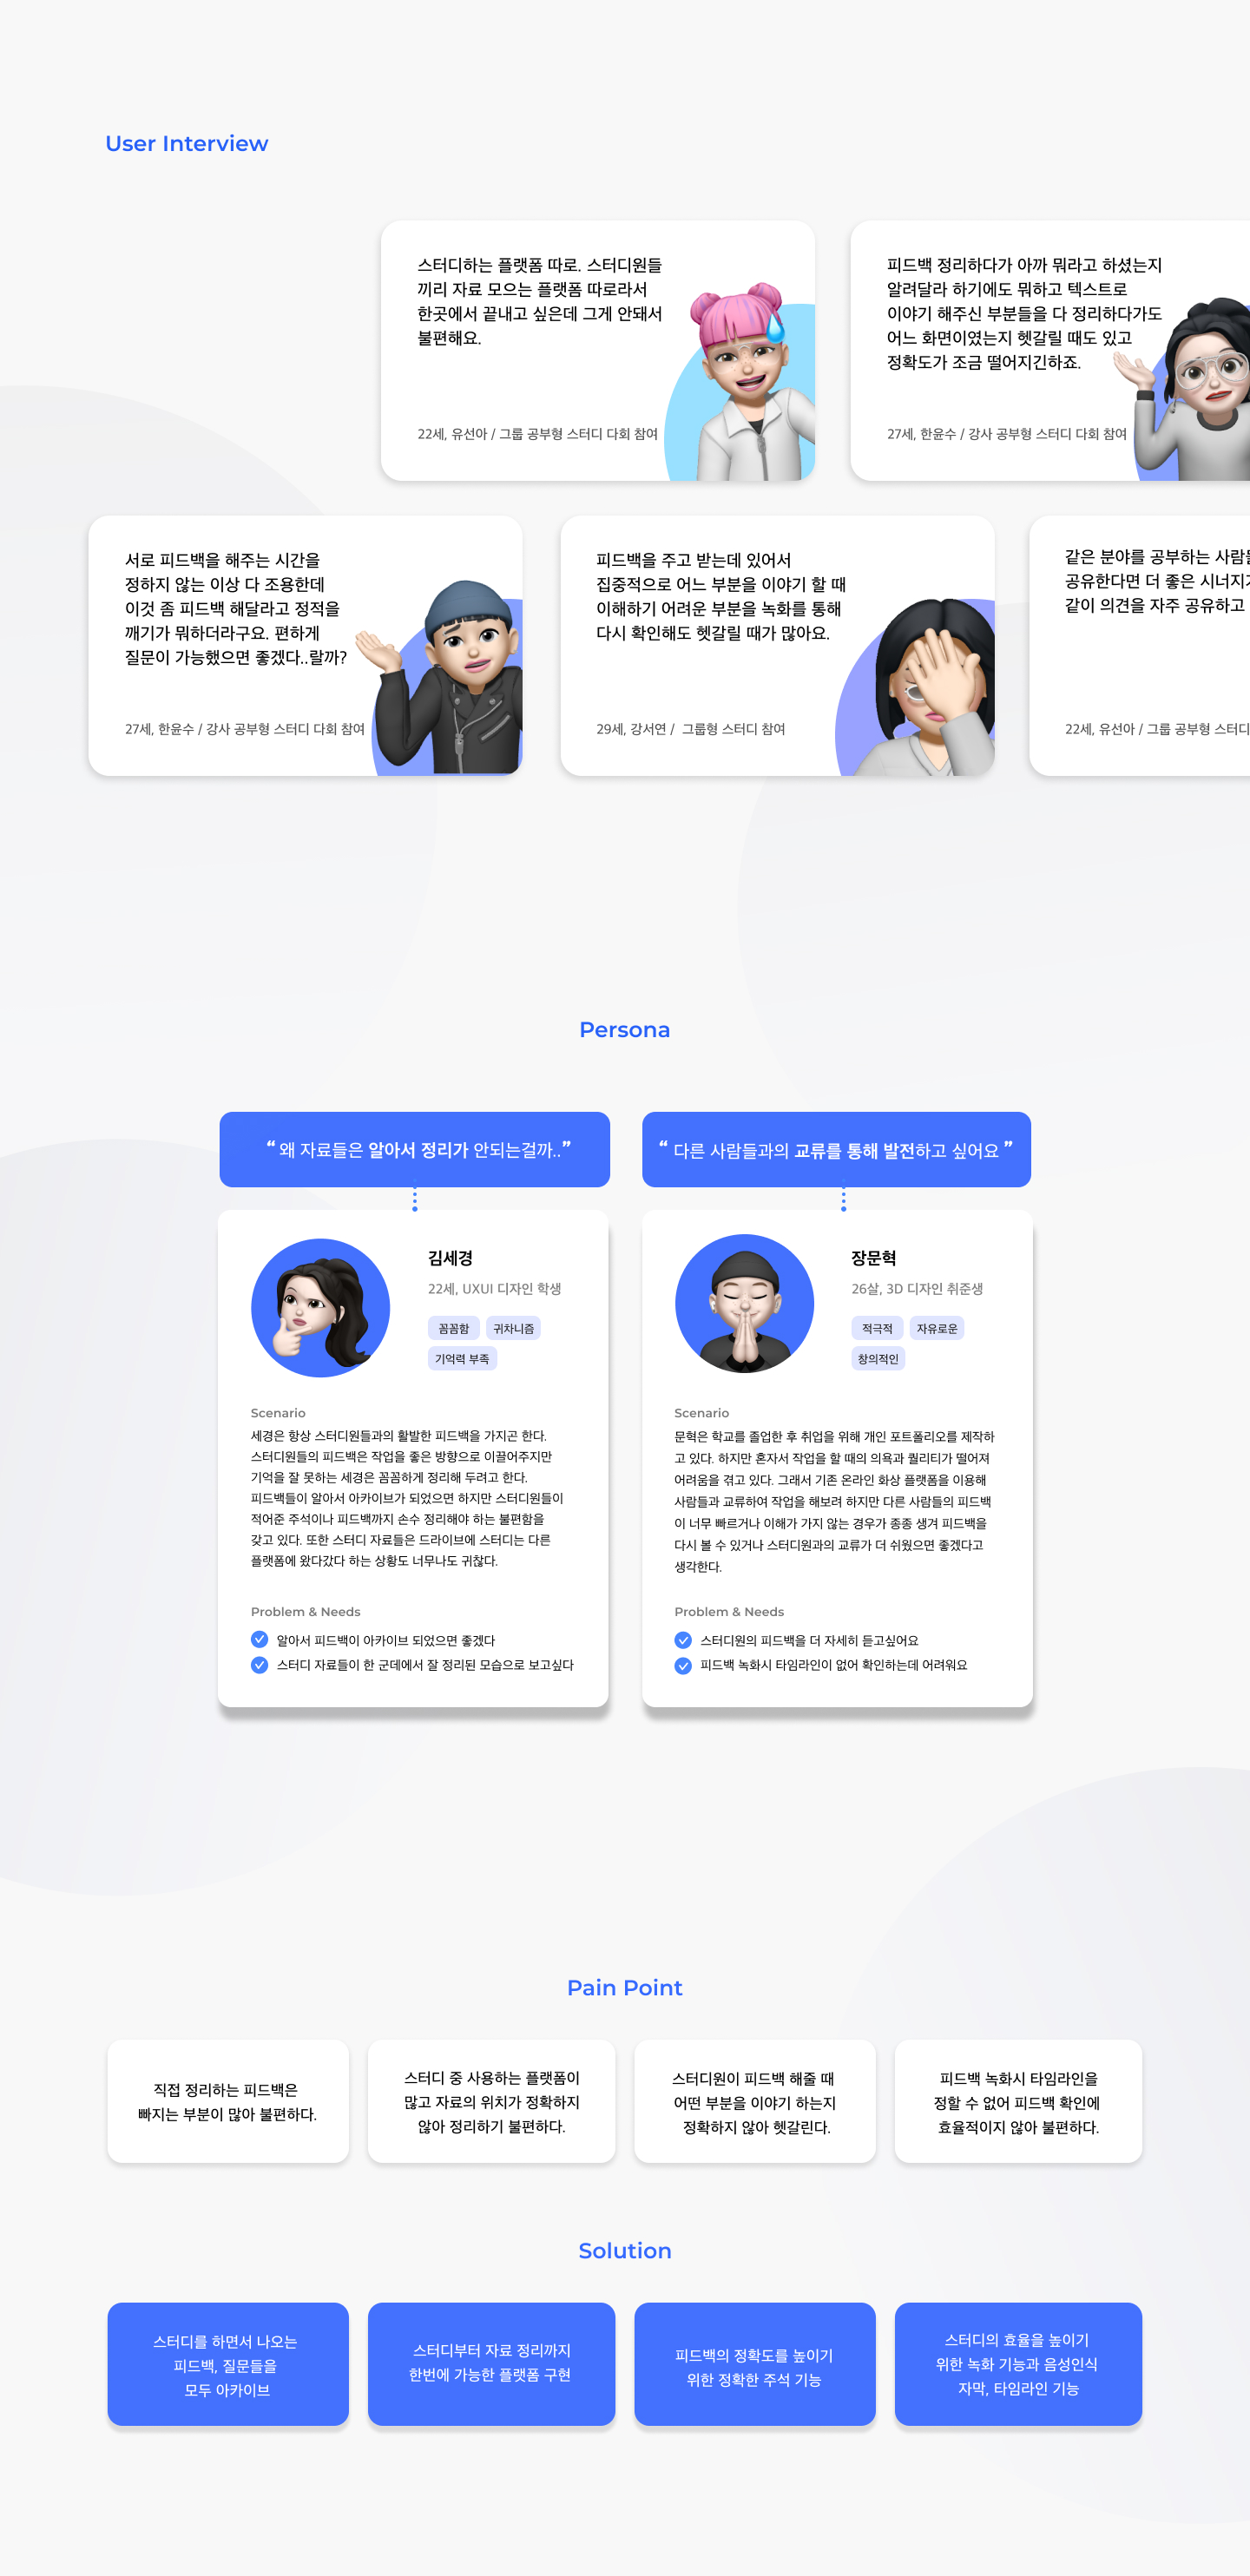 User Interview
스터디하는 플랫폼 따로. 스터디원들
끼리 자료 모으는 플랫폼 따로라서
한곳에서 끝내고 싶은데 그게 안돼서
불편해요.
22세, 유선아 / 그룹 공부형 스터디 다회 참여
피드백 정리하다가 아까 뭐라고 하셨는지
알려달라 하기에도 뭐하고 텍스트로
이야기 해주신 부분들을 다 정리하다가도
어느 화면이였는지 헷갈릴 때도 있고
정확도가 조금 떨어지긴하죠.
27세, 한윤수 / 강사 공부형 스터디 다회 참여
서로 피드백을 해주는 시간을
정하지 않는 이상 다 조용한데
이것 좀 피드백 해달라고 정적을
깨기가 뭐하더라구요. 편하게
질문이 가능했으면 좋겠다..랄까?
27세, 한윤수 / 강사 공부형 스터디 다회 참여
피드백을 주고 받는데 있어서
집중적으로 어느 부분을 이야기 할 때
이해하기 어려운 부분을 녹화를 통해
다시 확인해도 헷갈릴 때가 많아요.
29세, 강서연 / 그룹형 스터디 참여
같은 분야를 공부하는
공유한다면 더 좋은
같이 의견을 자주 공유하고
22세, 유선아 / 그룹 공부형 스터디
Persona
“ 왜 자료들은 알아서 정리가 안되는걸까.. ”
김세경
22세, UXUI 디자인 학생
꼼꼼함 귀차니즘
기억력 부족
Scenario
세경은 항상 스터디원들과의 활발한 피드백을 가지곤 한다.
스터디원들의 피드백은 작업을 좋은 방향으로 이끌어주지만
기억을 잘 못하는 세경은 꼼꼼하게 정리해 두려고 한다.
피드백들이 알아서 아카이브가 되었으면 하지만 스터디원들이
적어준 주석이나 피드백까지 손수 정리해야 하는 불편함을
갖고 있다. 또한 스터디 자료들은 드라이브에 스터디는 다른
플랫폼에 왔다갔다 하는 상황도 너무나도 귀찮다.
Problem & Needs
알아서 피드백이 아카이브 되었으면 좋겠다
스터디 자료들이 한 군데에서 잘 정리된 모습으로 보고싶다
“ 다른 사람들과의 교류를 통해 발전하고 싶어요 ”
장문혁
26살, 3D 디자인 취준생
적극적 자유로운
창의적인
Scenario
문혁은 학교를 졸업한 후 취업을 위해 개인 포트폴리오를 제작하
고 있다. 하지만 혼자서 작업을 할 때의 의욕과 퀄리티가 떨어져
어려움을 겪고 있다. 그래서 기존 온라인 화상 플랫폼을 이용해
사람들과 교류하여 작업을 해보려 하지만 다른 사람들의 피드백
이 너무 빠르거나 이해가 가지 않는 경우가 종종 생겨 피드백을
다시 볼 수 있거나 스터디원과의 교류가 더 쉬웠으면 좋겠다고
생각한다.
Problem & Needs
스터디원의 피드백을 더 자세히 듣고싶어요
피드백 녹화시 타임라인이 없어 확인하는데 어려워요
Pain Point
직접 정리하는 피드백은
빠지는 부분이 많아 불편하다.
스터디 중 사용하는 플랫폼이
많고 자료의 위치가 정확하지
않아 정리하기 불편하다.
스터디원이 피드백 해줄 때
어떤 부분을 이야기 하는지
정확하지 않아 헷갈린다.
피드백 녹화시 타임라인을
정할 수 없어 피드백 확인에
효율적이지 않아 불편하다.
Solution
스터디를 하면서 나오는
피드백, 질문들을
모두 아카이브
스터디부터 자료 정리까지
한번에 가능한 플랫폼 구현
피드백의 정확도를 높이기
위한 정확한 주석 기능
스터디의 효율을 높이기
위한 녹화 기능과 음성인식
자막, 타임라인 기능